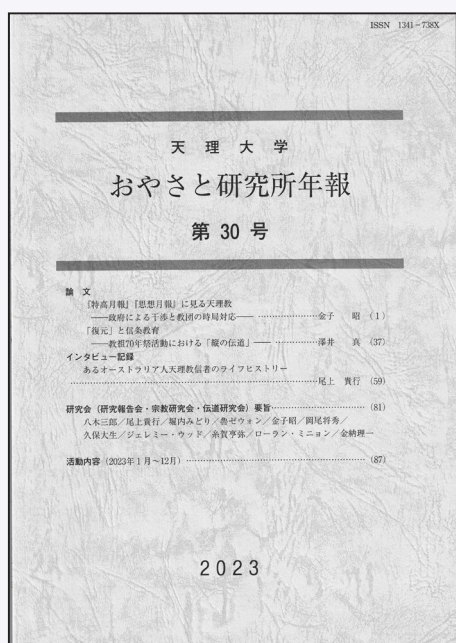 ISSN 1341-738X
天理大学
おやさと研究所年報
第 30 号
論 文
『特高月報』『思想月報』に見る天理教
――政府による干渉と教団の時局対応―― ……………………金子 昭 (1)
「復元」と信条教育
――教祖70年祭活動における「縦の伝道」―― ………………澤井 真 (37)
インタビュー記録
あるオーストラリア人天理教信者のライフヒストリー
……………………………………………………………………尾上 貴行 (59)
研究会(研究報告会・宗教研究会・伝道研究会)要旨……………………(81)
八木三郎/尾上貴行/堀内みどり/魯ゼウォン/金子昭/岡尾将秀/
久保大生/ジェレミー・ウッド/糸賀亨弥/ローラン・ミニョン/金納理一
活動内容(2023年1月〜12月)……………………………………………(87)
2023